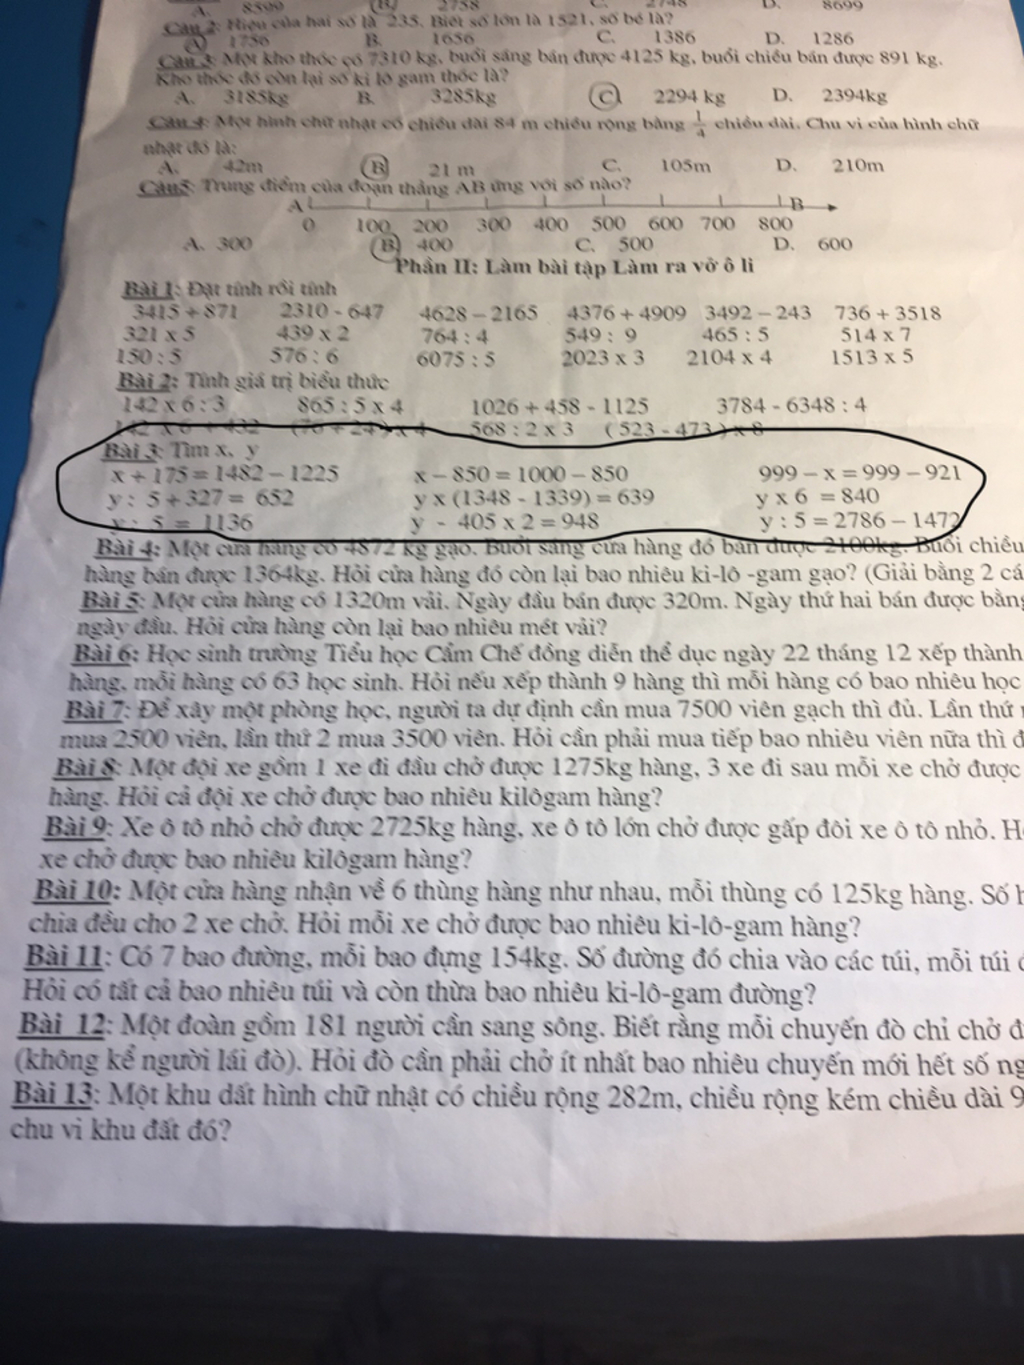 A. 8599 (B) 2758 C. 2748 D. 8699
Câu 2: Hiệu của hai số là 235. Biết số lớn là 1521, số bé là?
A 1756 B. 1656 C. 1386 D. 1286
Câu 3: Một kho thóc có 7310 kg, buổi sáng bán được 4125 kg, buổi chiều bán được 891 kg.
Kho thóc đó còn lại số ki lô gam thóc là?
A. 3185kg B. 3285kg C 2294 kg D. 2394kg
Câu 4: Một hình chữ nhật có chiều dài 84 m chiều rộng bằng 1/4 chiều dài. Chu vi của hình chữ
nhật đó là:
A. 42m B 21 m C. 105m D. 210m
Câu5: Trung điểm của đoạn thẳng AB ứng với số nào?
A B
0 100 200 300 400 500 600 700 800
A. 300 B 400 C. 500 D. 600
Phần II: Làm bài tập Làm ra vở ô li
Bài 1: Đặt tính rồi tính
3415 + 871 2310 - 647 4628 – 2165 4376 + 4909 3492 – 243 736 + 3518
321 x 5 439 x 2 764 : 4 549 : 9 465 : 5 514 x 7
150 : 5 576 : 6 6075 : 5 2023 x 3 2104 x 4 1513 x 5
Bài 2: Tính giá trị biểu thức
142 x 6 : 3 865 : 5 x 4 1026 + 458 - 1125 3784 - 6348 : 4
142 x 6 + 432 (70 + 24) x 4 568 : 2 x 3 ( 523 - 473 ) x 8
Bài 3: Tìm x, y
x + 175 = 1482 – 1225 x – 850 = 1000 – 850 999 – x = 999 – 921
y : 5 + 327 = 652 y x (1348 - 1339) = 639 y x 6 = 840
y : 5 = 1136 y - 405 x 2 = 948 y : 5 = 2786 – 1472
Bài 4: Một cửa hàng có 4872 kg gạo. Buổi sáng cửa hàng đó bán được 2100kg. Buổi chiều
hàng bán được 1364kg. Hỏi cửa hàng đó còn lại bao nhiêu ki-lô -gam gạo? (Giải bằng 2 cá
Bài 5: Một cửa hàng có 1320m vải. Ngày đầu bán được 320m. Ngày thứ hai bán được bằng
ngày đầu. Hỏi cửa hàng còn lại bao nhiêu mét vải?
Bài 6: Học sinh trường Tiểu học Cẩm Chế đồng diễn thể dục ngày 22 tháng 12 xếp thành
hàng, mỗi hàng có 63 học sinh. Hỏi nếu xếp thành 9 hàng thì mỗi hàng có bao nhiêu học
Bài 7: Để xây một phòng học, người ta dự định cần mua 7500 viên gạch thì đủ. Lần thứ
mua 2500 viên, lần thứ 2 mua 3500 viên. Hỏi cần phải mua tiếp bao nhiêu viên nữa thì đ
Bài 8: Một đội xe gồm 1 xe đi đầu chở được 1275kg hàng, 3 xe đi sau mỗi xe chở được
hàng. Hỏi cả đội xe chở được bao nhiêu kilôgam hàng?
Bài 9: Xe ô tô nhỏ chở được 2725kg hàng, xe ô tô lớn chở được gấp đôi xe ô tô nhỏ. H
xe chở được bao nhiêu kilôgam hàng?
Bài 10: Một cửa hàng nhận về 6 thùng hàng như nhau, mỗi thùng có 125kg hàng. Số h
chia đều cho 2 xe chở. Hỏi mỗi xe chở được bao nhiêu ki-lô-gam hàng?
Bài 11: Có 7 bao đường, mỗi bao đựng 154kg. Số đường đó chia vào các túi, mỗi túi
Hỏi có tất cả bao nhiêu túi và còn thừa bao nhiêu ki-lô-gam đường?
Bài 12: Một đoàn gồm 181 người cần sang sông. Biết rằng mỗi chuyến đò chỉ chở đ
(không kể người lái đò). Hỏi đò cần phải chở ít nhất bao nhiêu chuyến mới hết số ng
Bài 13: Một khu đất hình chữ nhật có chiều rộng 282m, chiều rộng kém chiều dài 9
chu vi khu đất đó?